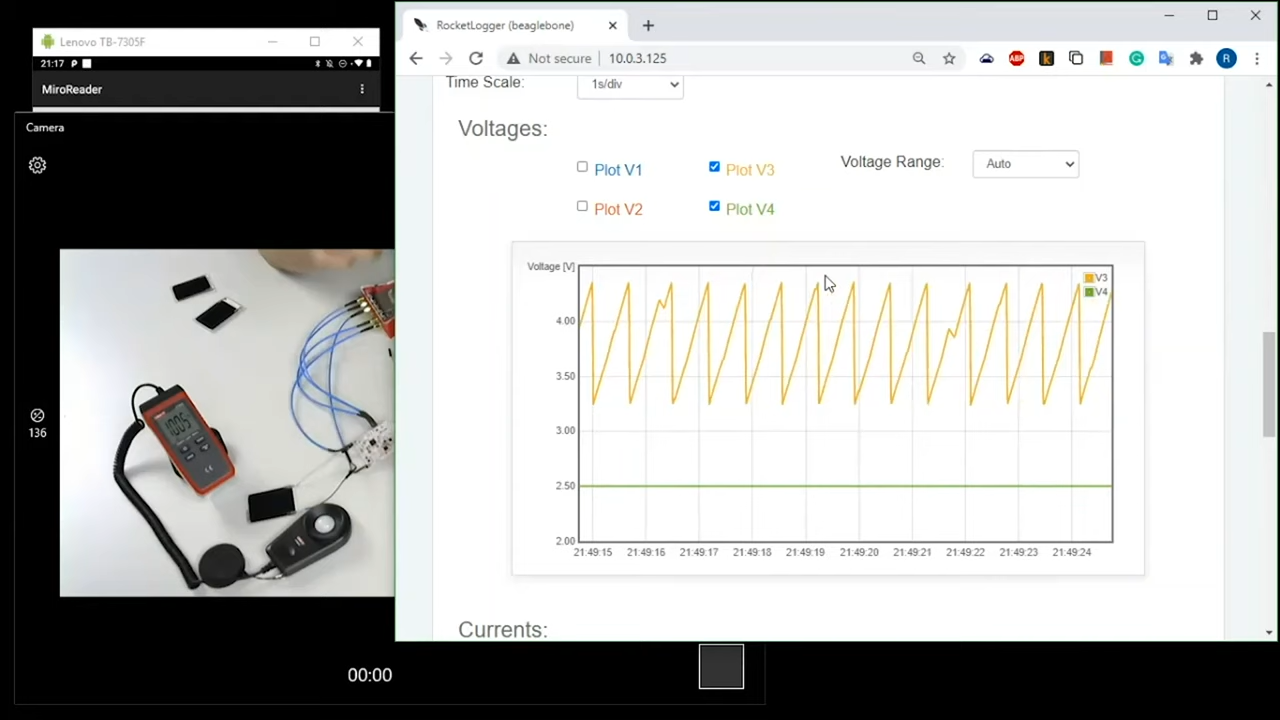 Lenovo TB-7305F
21:17 P
MiroReader
Camera
136
1005
00:00
RocketLogger (beaglebone)
Not secure
10.0.3.125
ABP
k
G
R
Time Scale:
1s/div
Voltages:
Plot V1
Plot V3
Voltage Range:
Auto
Plot V2
Plot V4
Voltage [V]
V3
V4
4.00
3.50
3.00
2.50
2.00
21:49:15 21:49:16 21:49:17 21:49:18 21:49:19 21:49:20 21:49:21 21:49:22 21:49:23 21:49:24
Currents: